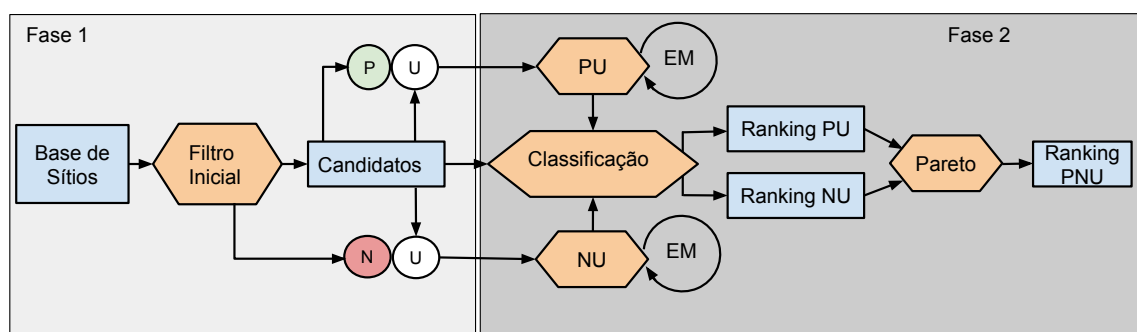 Fase 1
Fase 2
P
U
PU
EM
Base de
Sítios
Filtro
Inicial
Candidatos
Classificação
Ranking PU
Ranking NU
Pareto
Ranking
PNU
N
U
NU
EM